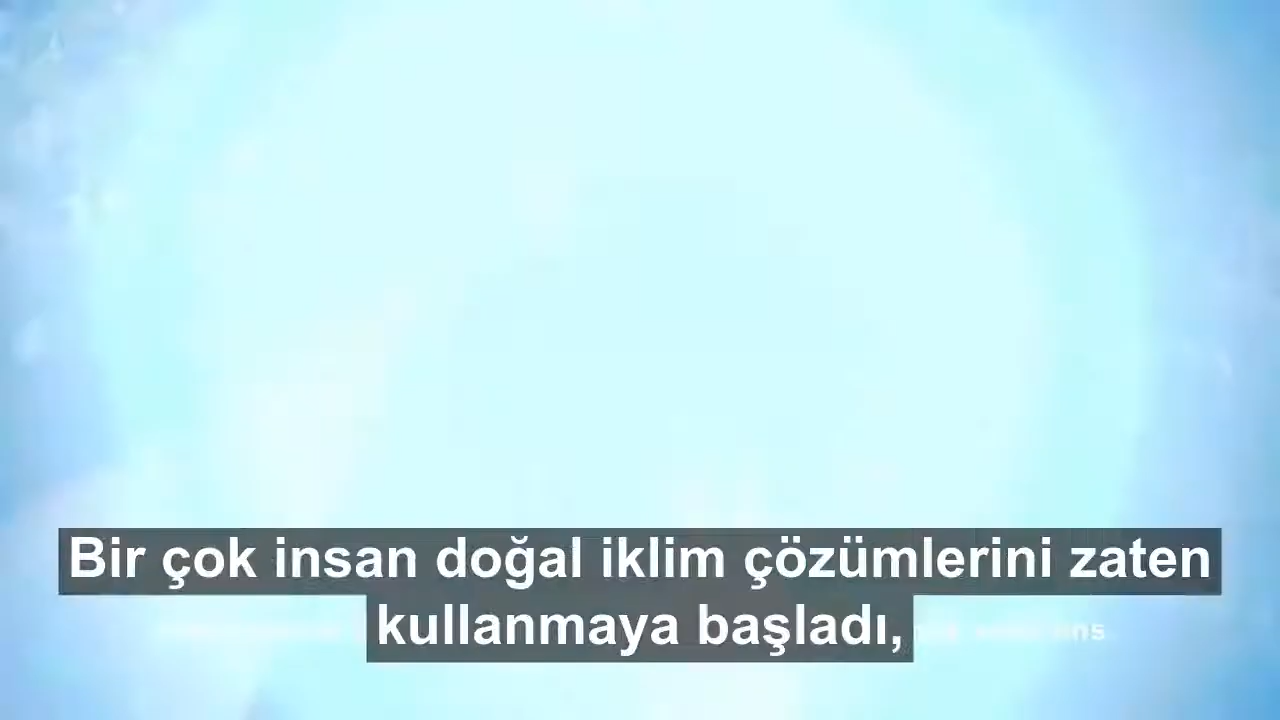 Bir çok insan doğal iklim çözümlerini zaten
kullanmaya başladı,